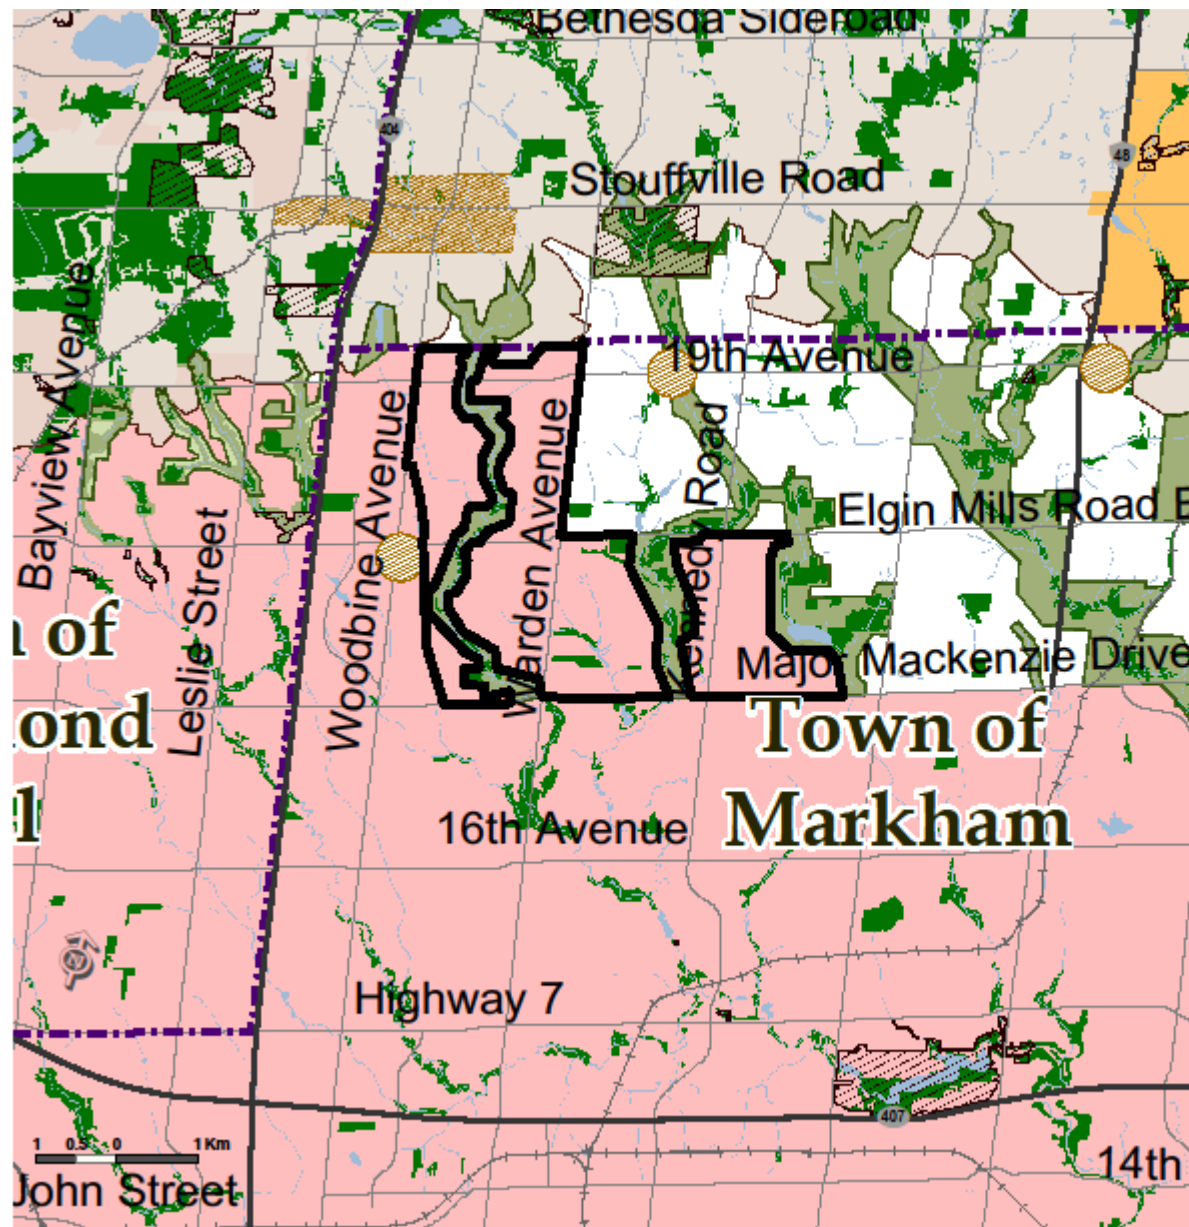 Bethesda Sideroad
404
48
Stouffville Road
19th Avenue
Bayview Avenue
Leslie Street
Woodbine Avenue
Warden Avenue
Kennedy Road
Elgin Mills Road E
n of
ond
l
Major Mackenzie Drive
Town of
Markham
16th Avenue
N
Highway 7
407
1 0.5 0 1 Km
14th
John Street